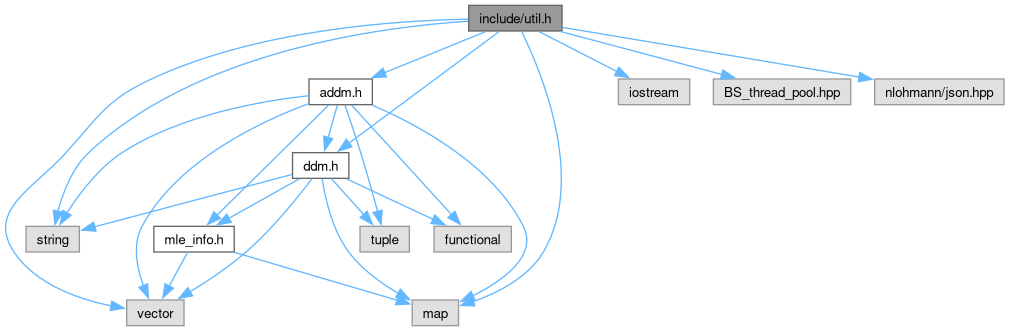 include/util.h
addm.h
iostream
BS_thread_pool.hpp
nlohmann/json.hpp
ddm.h
string
mle_info.h
tuple
functional
vector
map